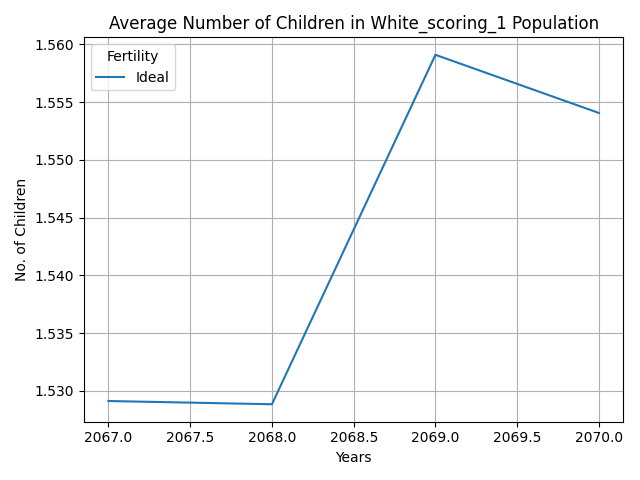 Average Number of Children in White_scoring_1 Population
1.560
1.555
1.550
1.545
1.540
1.535
1.530
No. of Children
Fertility
Ideal
2067.0 2067.5 2068.0 2068.5 2069.0 2069.5 2070.0
Years